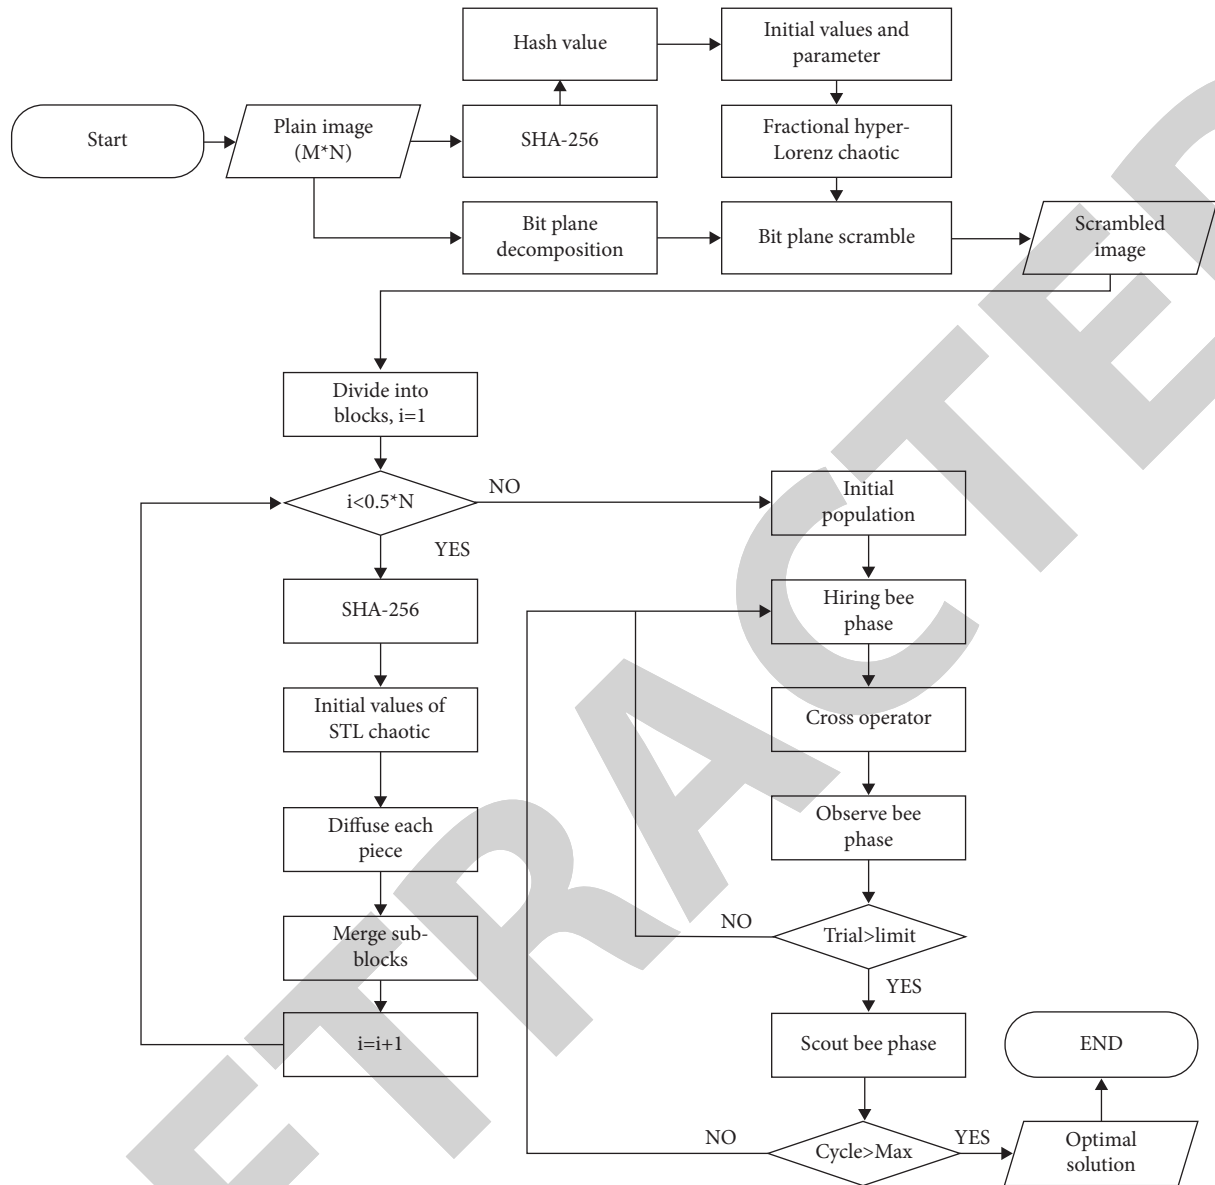 Hash value
Initial values and
parameter
Start
Plain image
(M*N)
SHA-256
Fractional hyper-
Lorenz chaotic
Bit plane
decomposition
Bit plane scramble
Scrambled
image
Divide into
blocks, i=1
i<0.5*N
NO
YES
SHA-256
Initial values of
STL chaotic
Diffuse each
piece
Merge sub-
blocks
i=i+1
Initial
population
Hiring bee
phase
Cross operator
Observe bee
phase
Trial>limit
NO
YES
Scout bee phase
Cycle>Max
NO
YES
Optimal
solution
END
ETRACTED